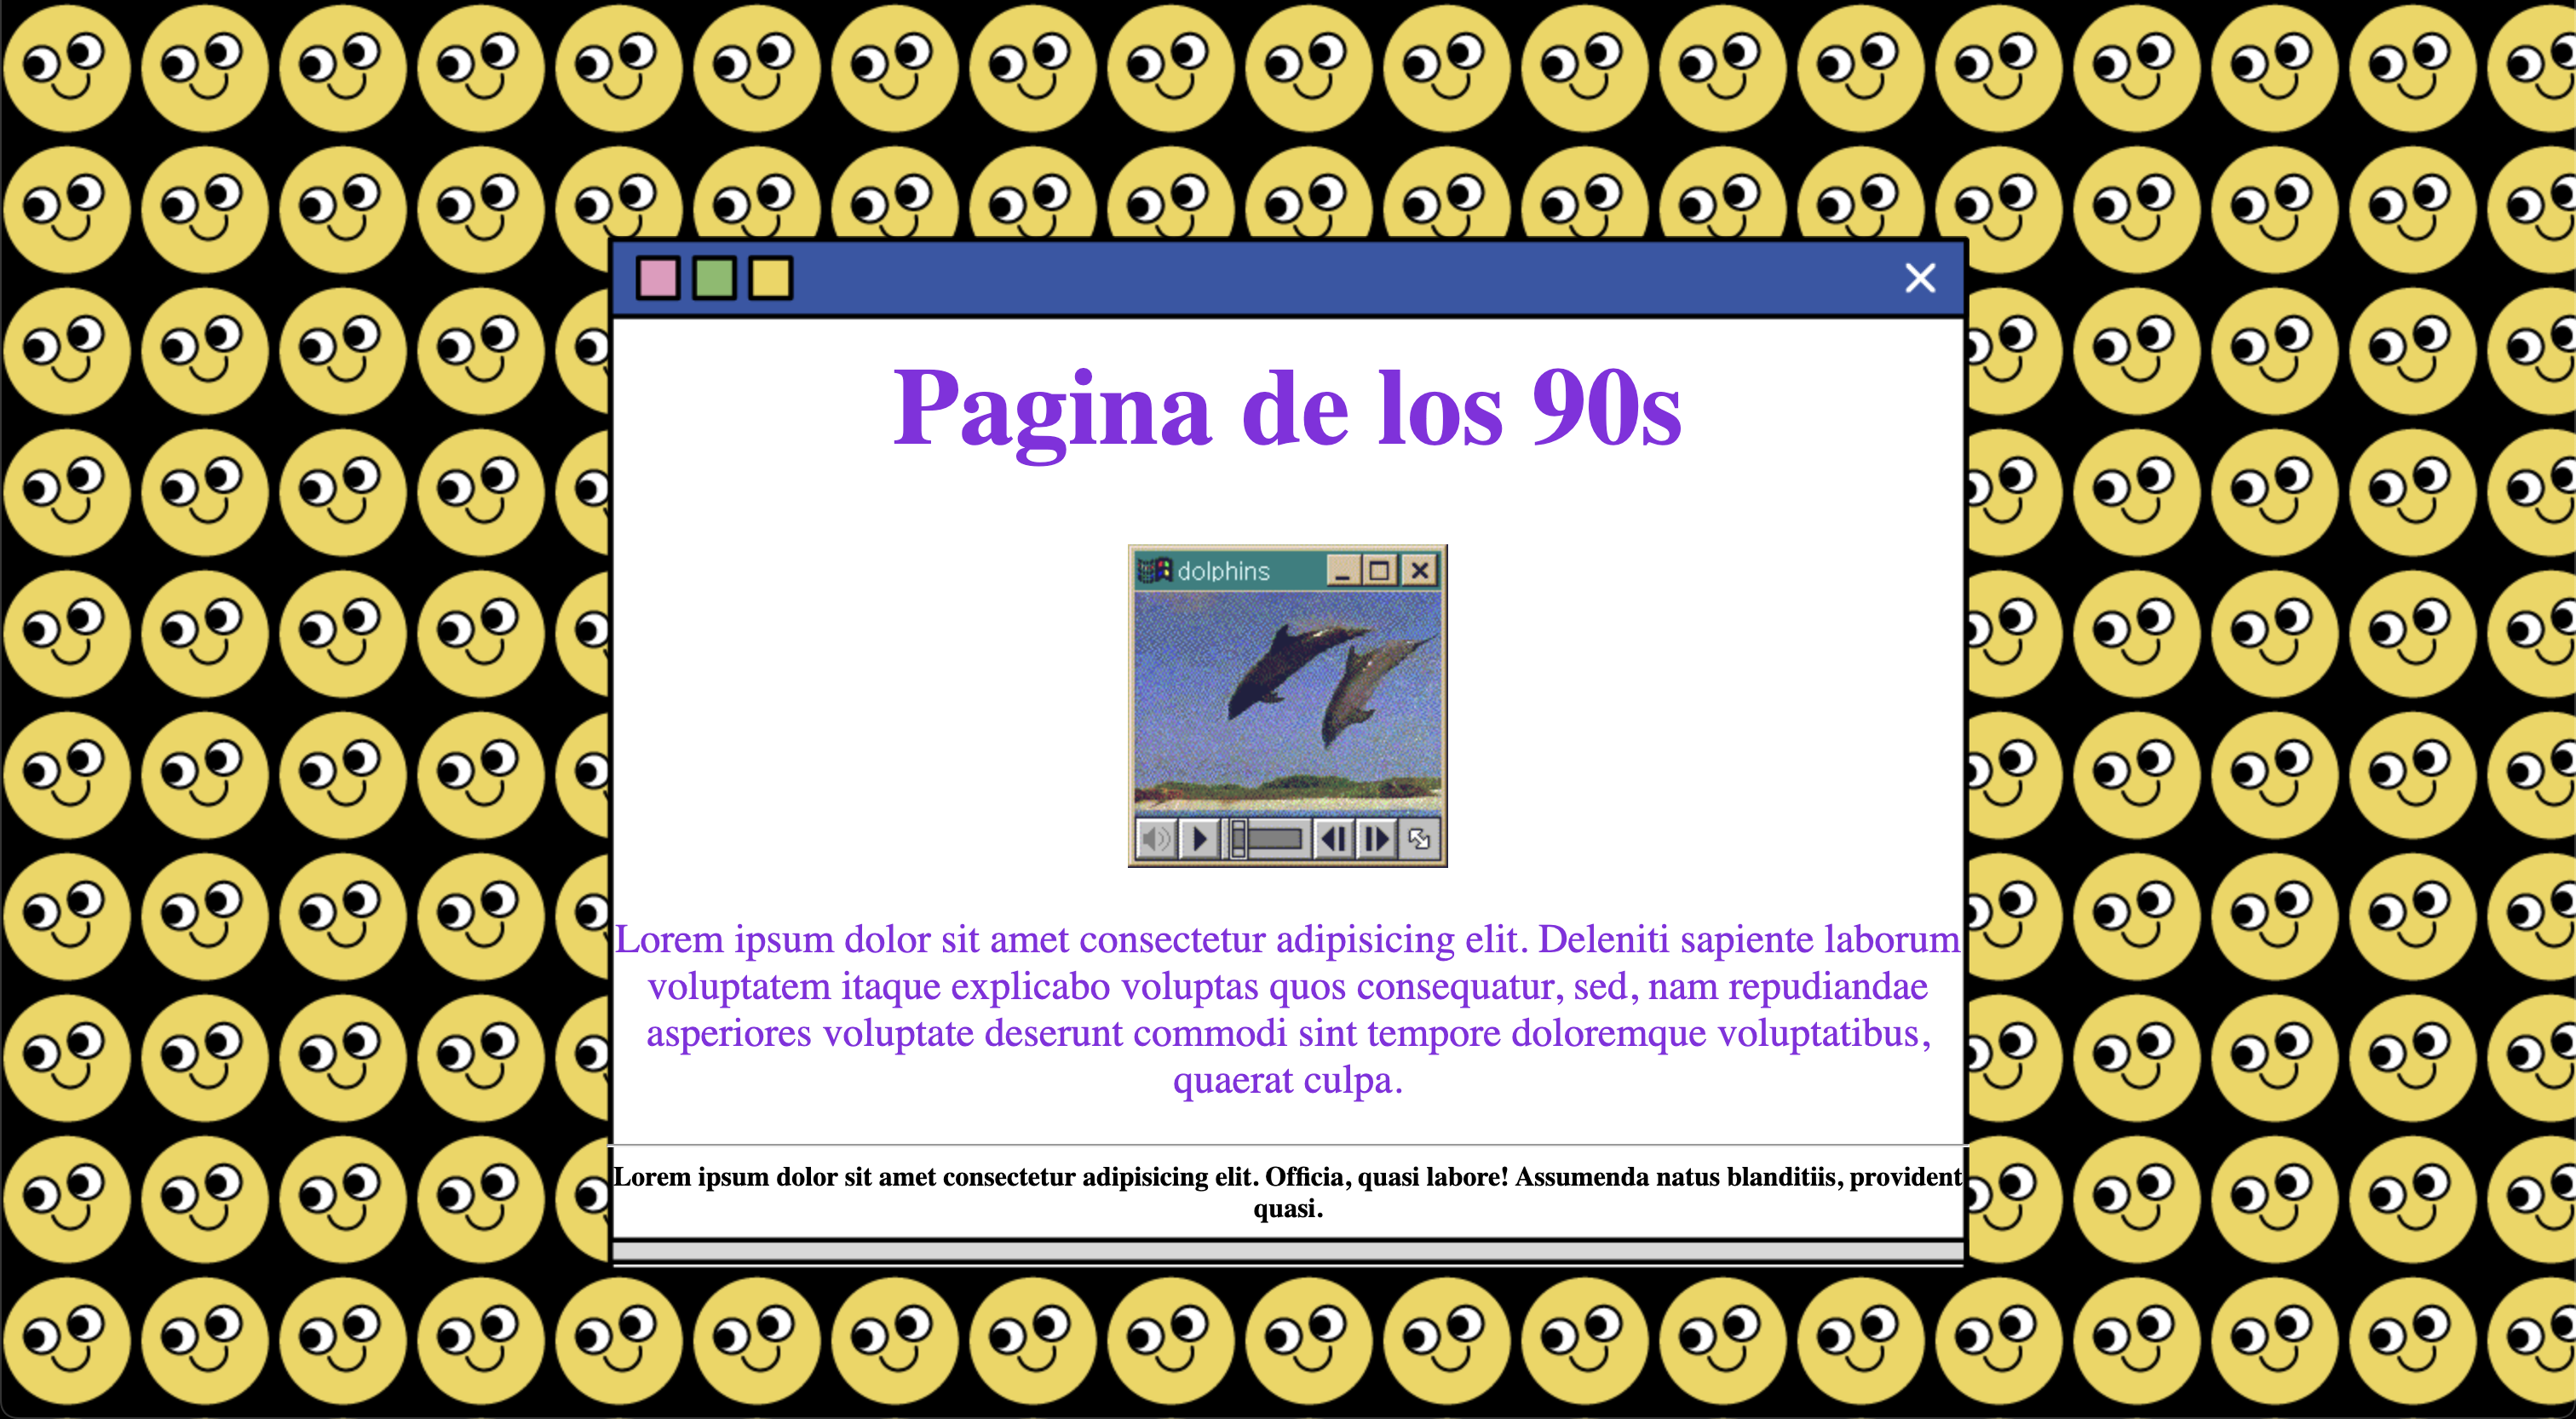 Pagina de los 90s
dolphins
Lorem ipsum dolor sit amet consectetur adipisicing elit. Deleniti sapiente laborum
voluptatem itaque explicabo voluptas quos consequatur, sed, nam repudiandae
asperiores voluptate deserunt commodi sint tempore doloremque voluptatibus,
quaerat culpa.
Lorem ipsum dolor sit amet consectetur adipisicing elit. Officia, quasi labore! Assumenda natus blanditiis, provident
quasi.